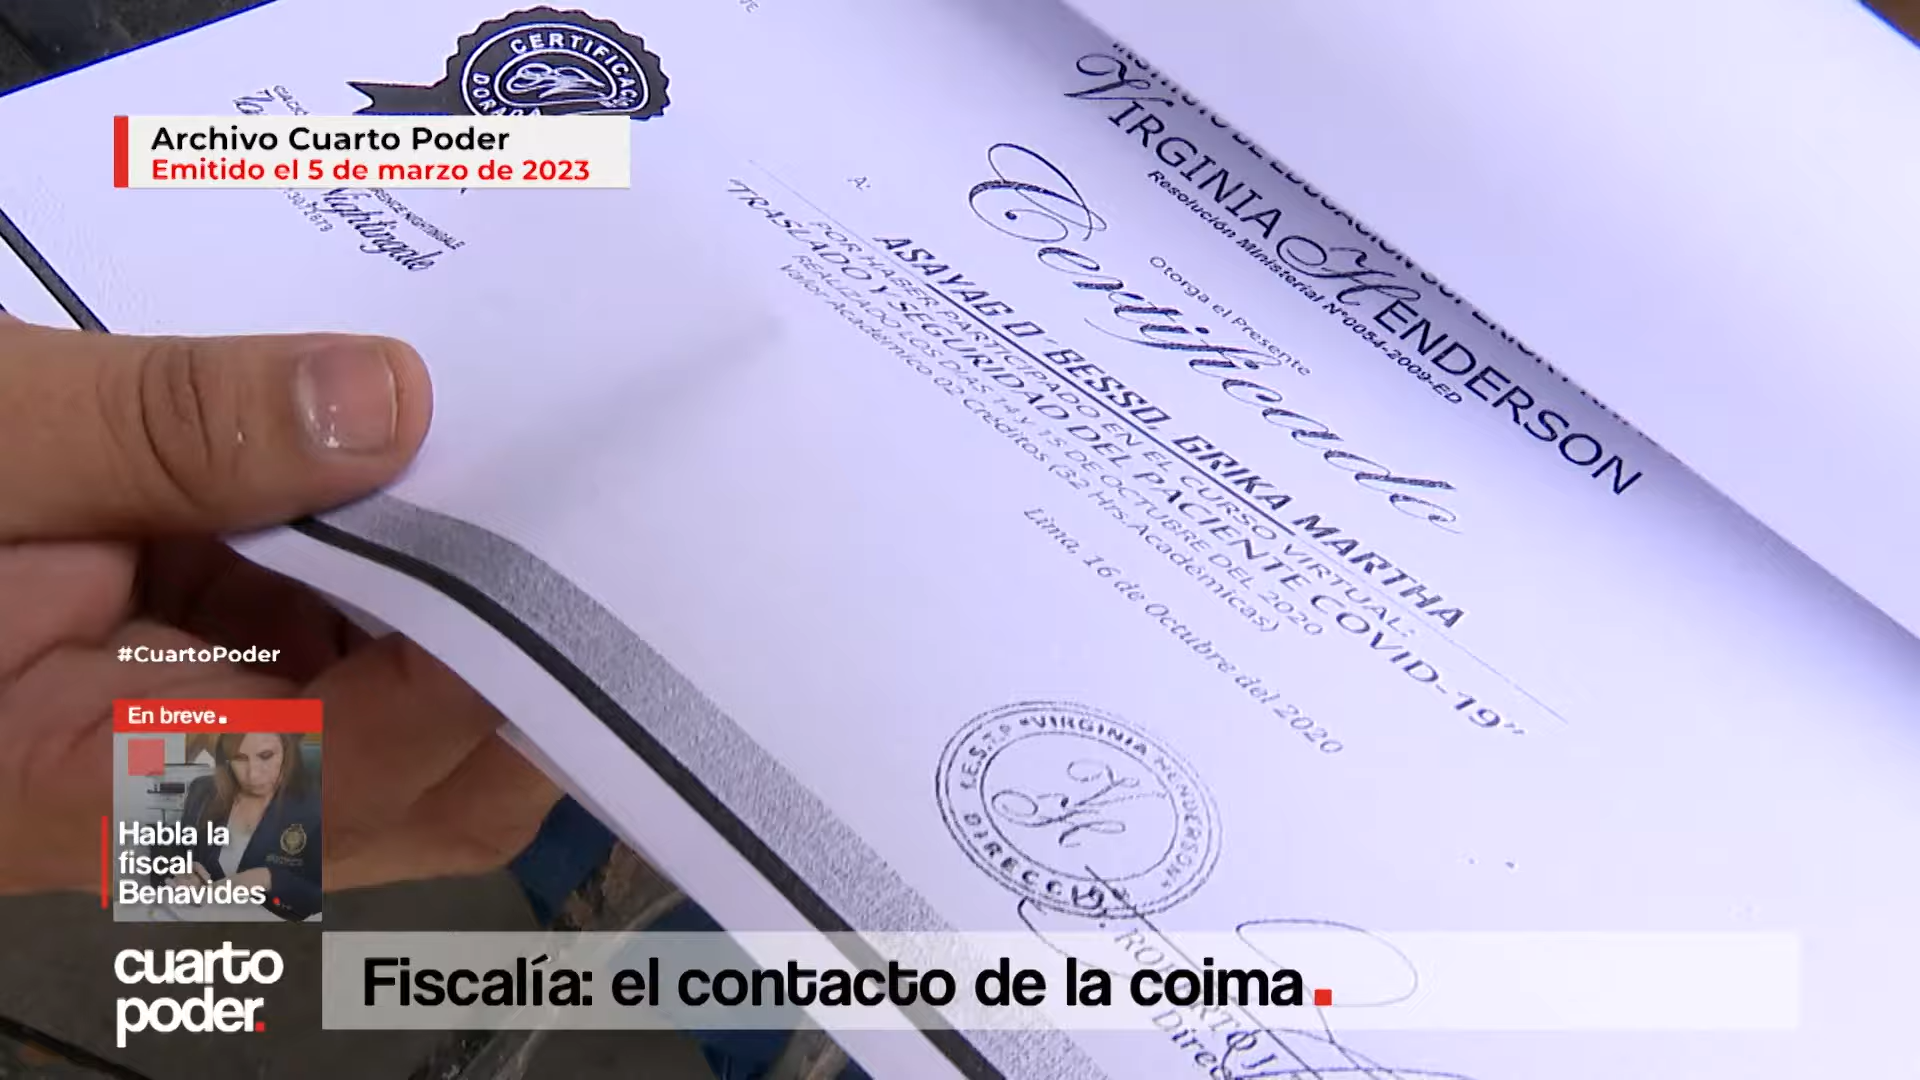 CERTIFICACIÓN
Archivo Cuarto Poder
Emitido el 5 de marzo de 2023
Nightingale
VIRGINIA HENDERSON
Resolución Ministerial N°0054-2009-ED
Otorga el Presente
Certificado
A:
ASAYAG D´BESSO, GRIKA MARTHA
POR HABER PARTICIPADO EN EL CURSO VIRTUAL:
TRASLADO Y SEGURIDAD DEL PACIENTE COVID-19"
REALIZADO LOS DÍAS 14 Y 15 DE OCTUBRE DEL 2020
Valor Académico 02 Créditos (32 Hrs. Académicas)
Lima, 16 de Octubre del 2020
I.E.S.T.P "VIRGINIA HENDERSON"
VH
#CuartoPoder
En breve.
Habla la
fiscal
Benavides.
cuarto
poder.
Fiscalía: el contacto de la coima.